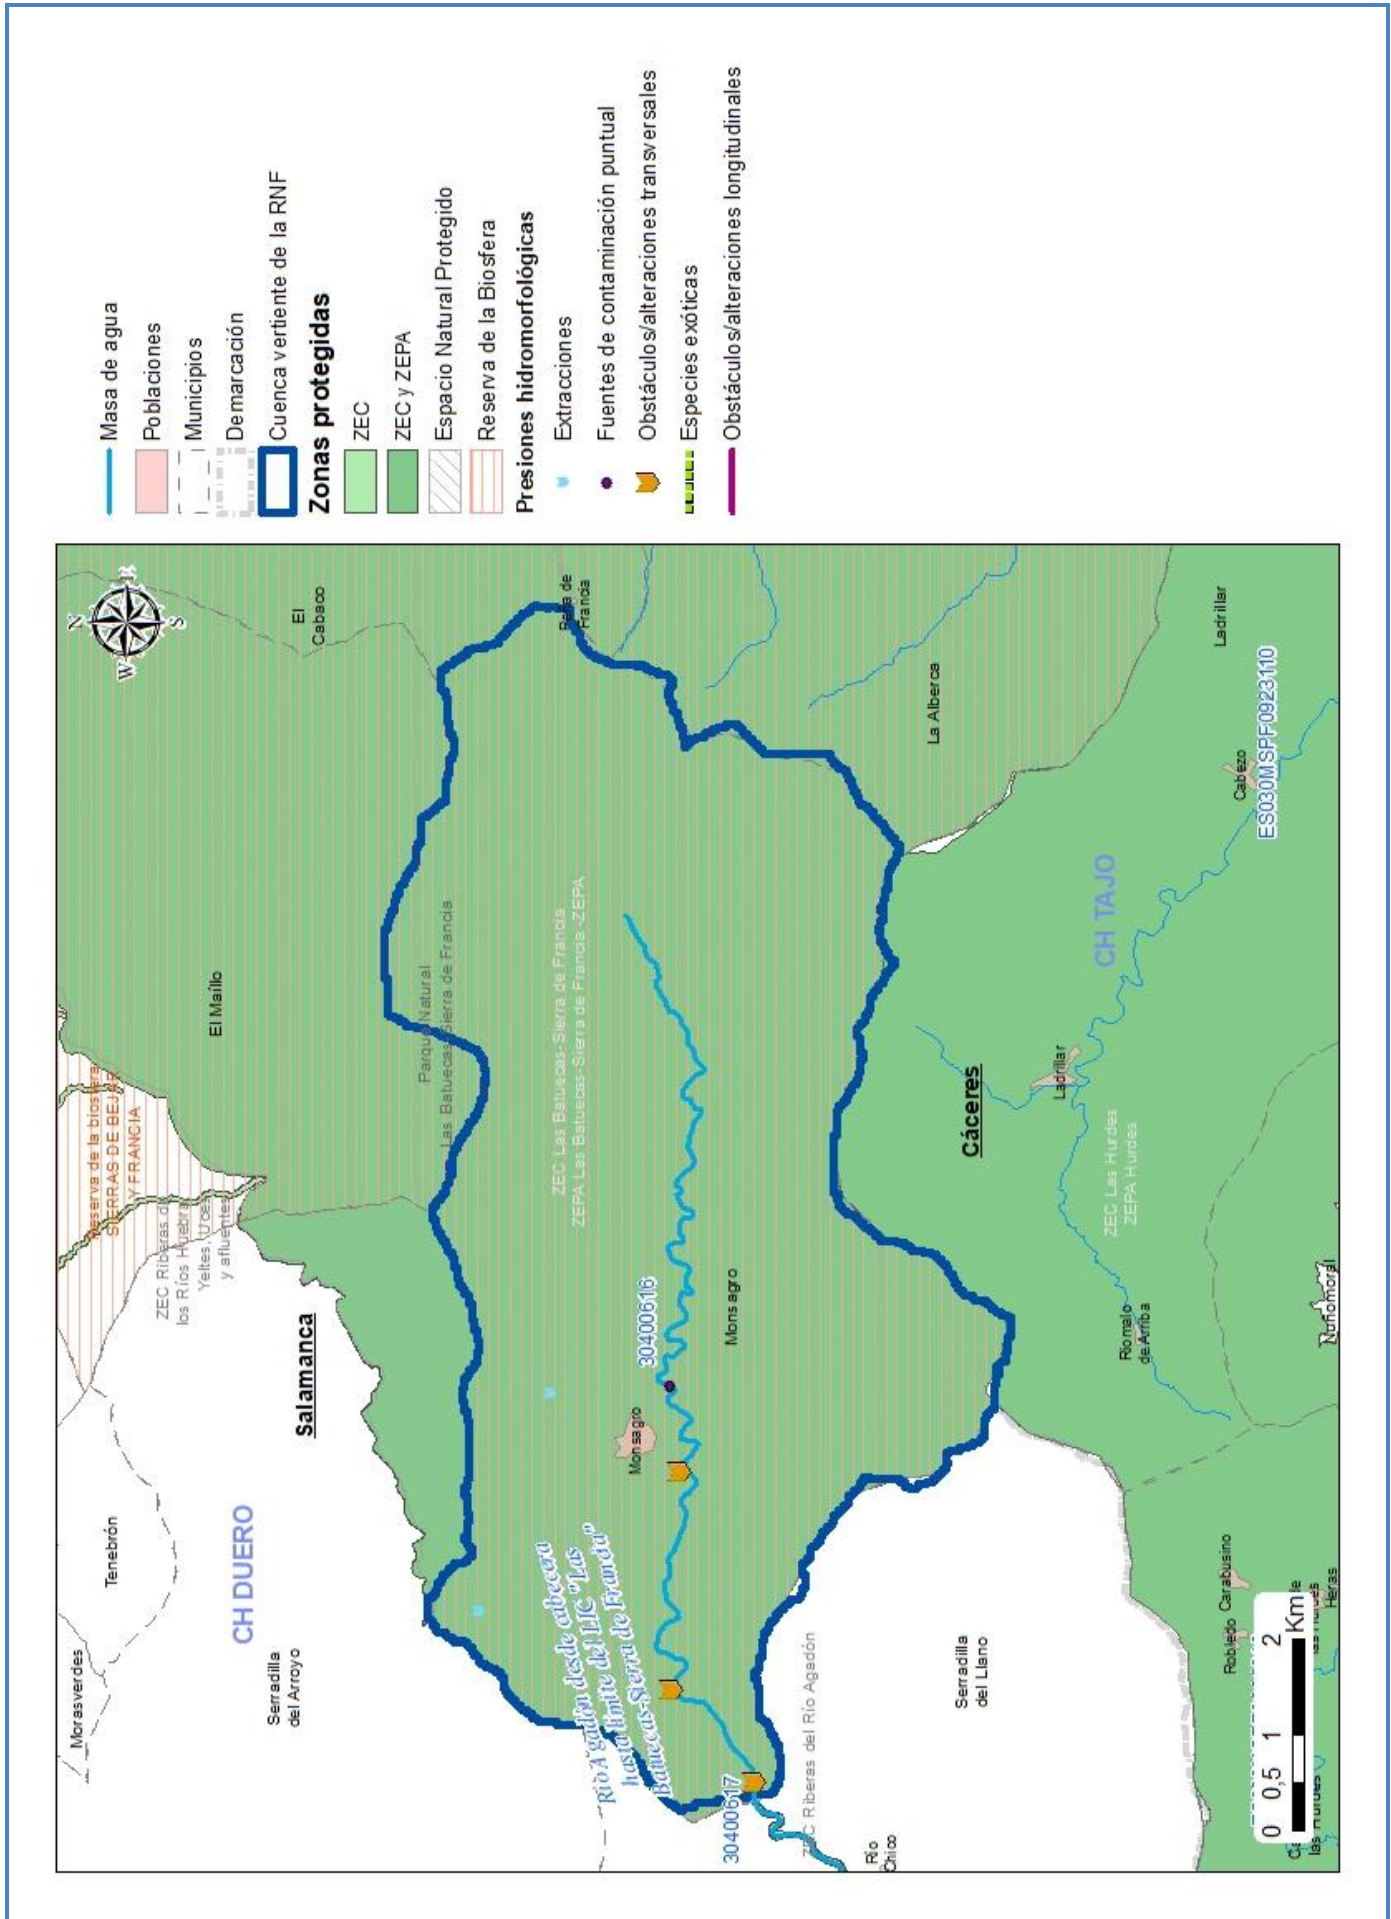 Morasverdes
Tenebrón
CH DUERO
Serradilla
del Arroyo
Salamanca
Reserva de la biosfera
SIERRAS DE BEJAR
Y FRANCIA
ZEC Riberas de
los Ríos Huebra,
Yeltes, Uces
y afluentes
El Maíllo
El
Cabaco
N
W
E
S
Parque Natural
Las Batuecas-Sierra de Francia
Peña de
Francia
ZEC Las Batuecas-Sierra de Francia
ZEPA Las Batuecas-Sierra de Francia-ZEPA
Río Agadón desde cabecera
hasta límite del LIC "Las
Batuecas-Sierra de Francia"
Monsagro
30400616
Monsagro
30400617
ZEC Riberas del Río Agadón
Río
Chico
Serradilla
del Llano
La Alberca
Cáceres
CH TAJO
Ladrillar
ZEC Las Hurdes
ZEPA Hurdes
Riomalo
de Arriba
Ladrillar
Cabezo
ES030MSPF0923110
Nuñomoral
Robledo
Carabusino
Heras
las Hurdes
0 0,5 1 2
Km
Masa de agua
Poblaciones
Municipios
Demarcación
Cuenca vertiente de la RNF
Zonas protegidas
ZEC
ZEC y ZEPA
Espacio Natural Protegido
Reserva de la Biosfera
Presiones hidromorfológicas
Extracciones
Fuentes de contaminación puntual
Obstáculos/alteraciones transversales
Especies exóticas
Obstáculos/alteraciones longitudinales